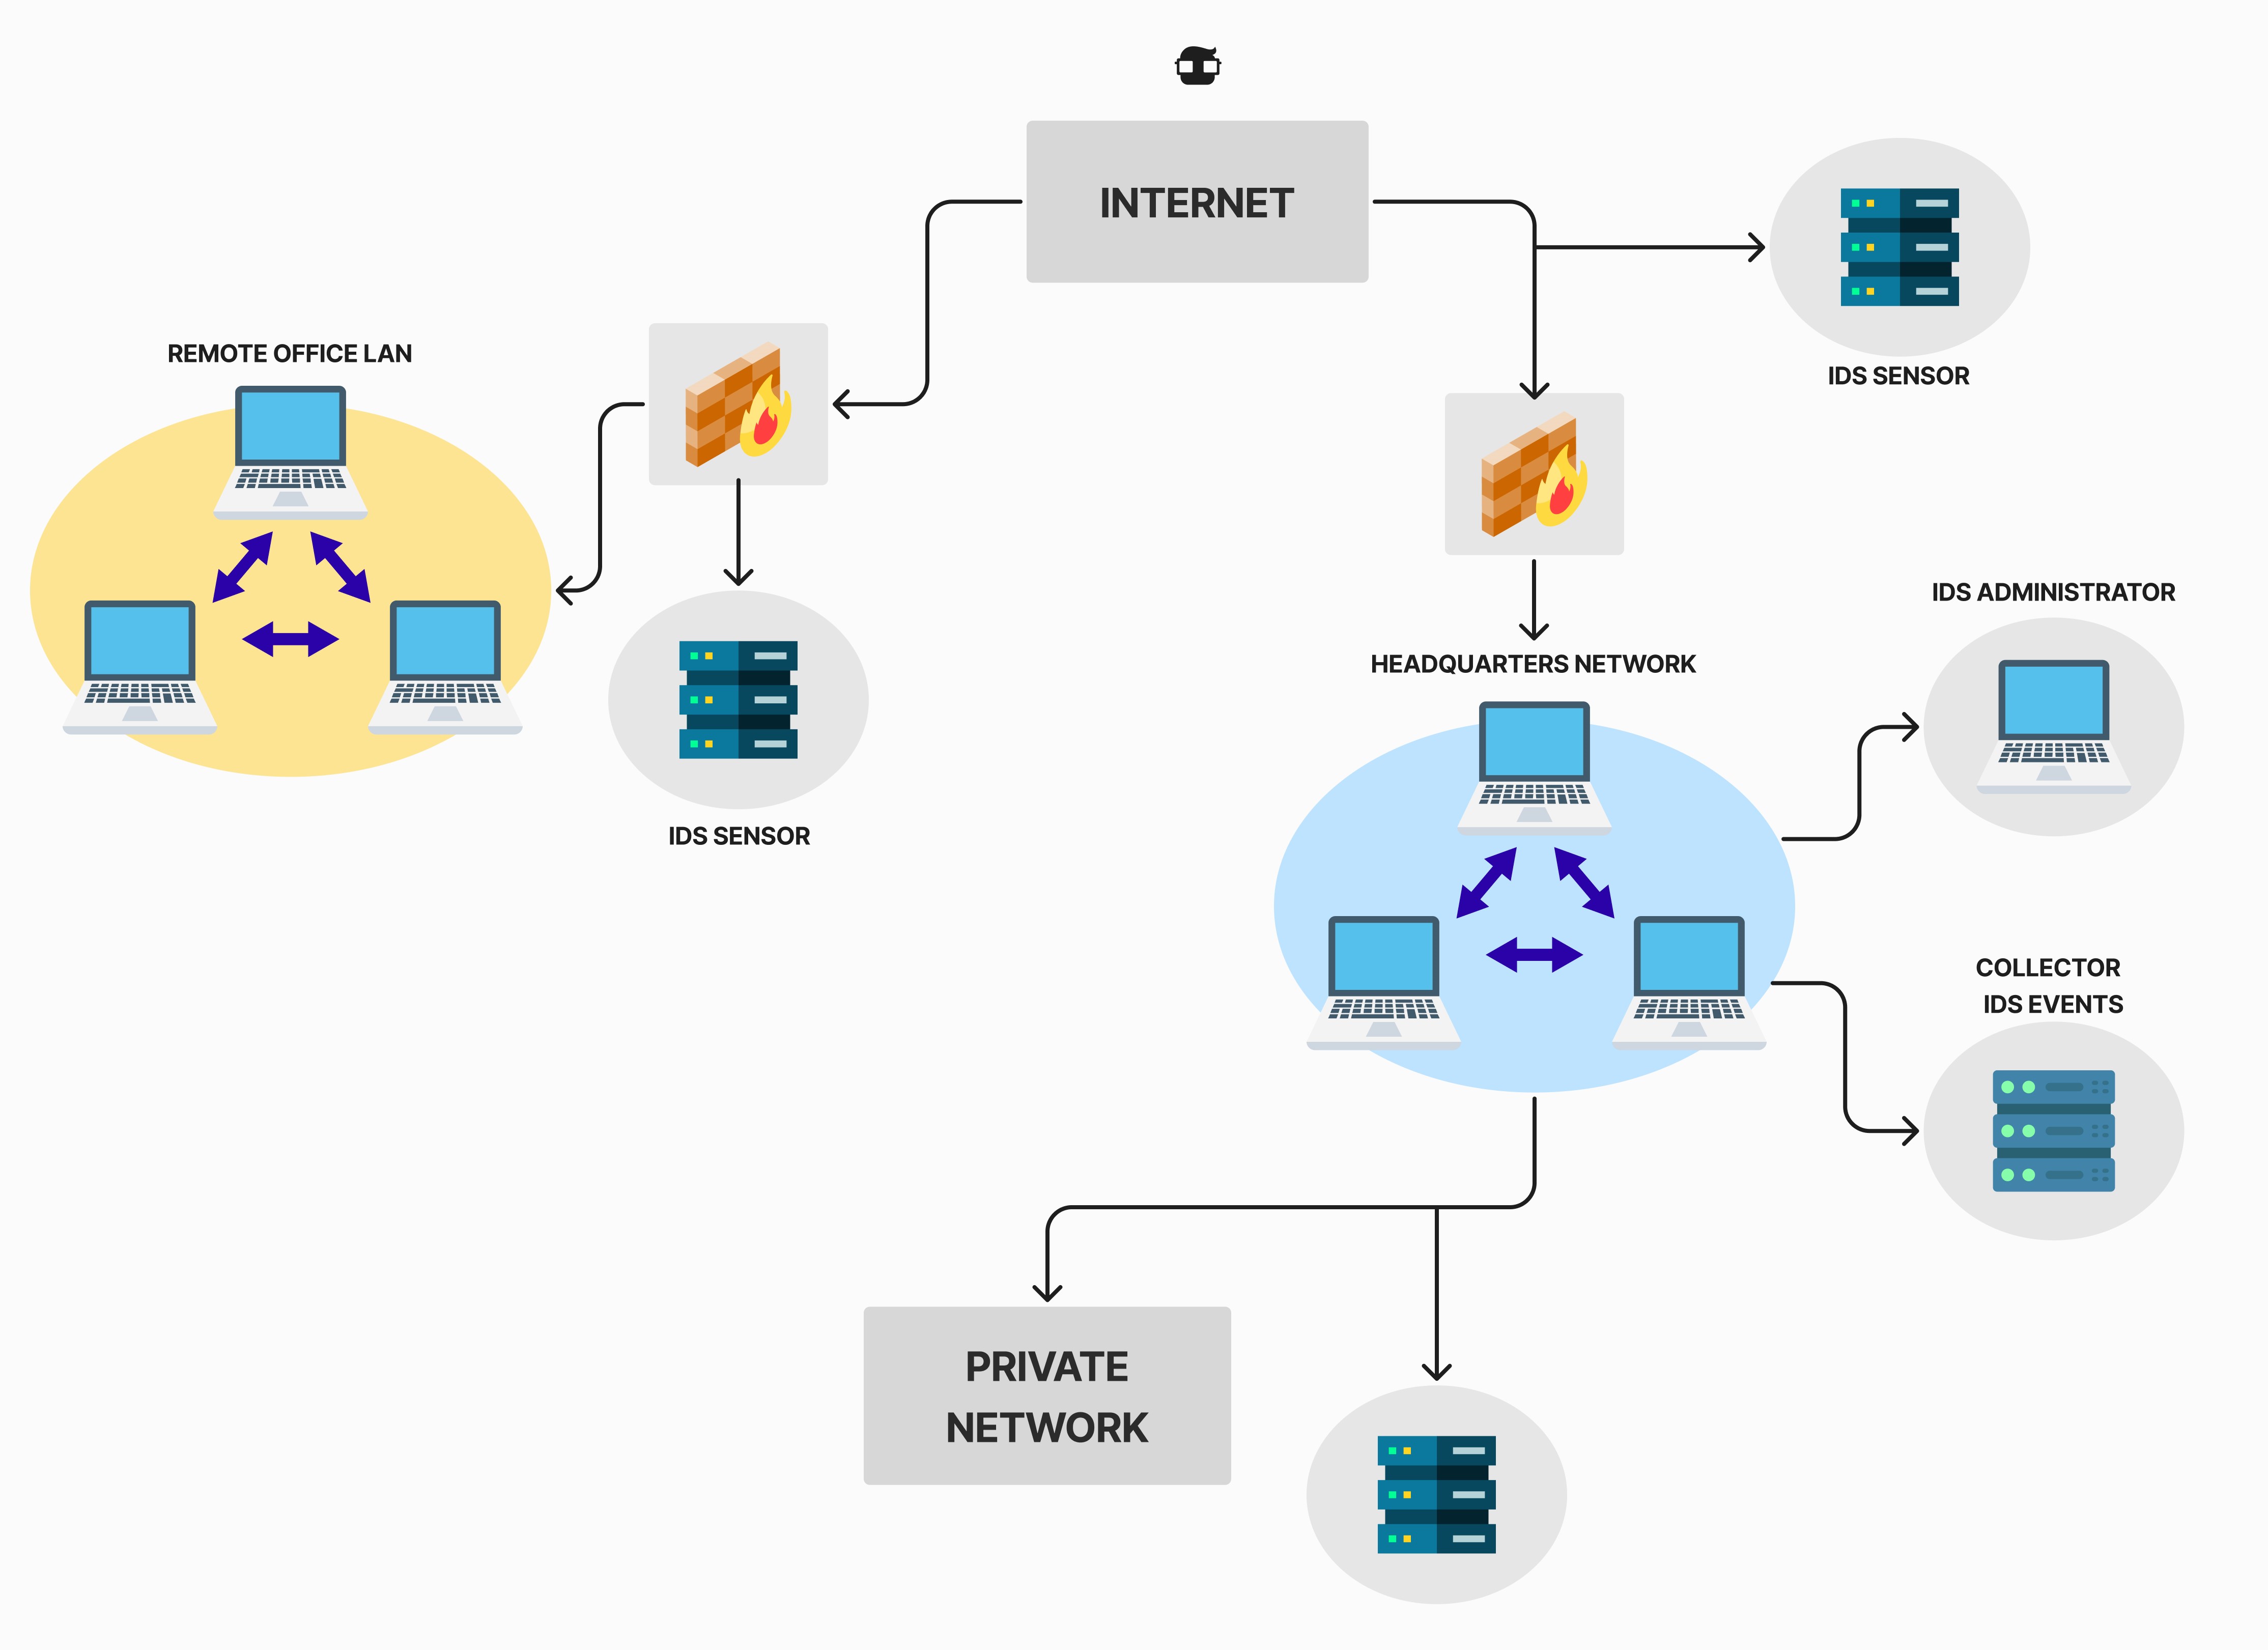 INTERNET
REMOTE OFFICE LAN
IDS SENSOR
IDS SENSOR
HEADQUARTERS NETWORK
IDS ADMINISTRATOR
COLLECTOR
IDS EVENTS
PRIVATE
NETWORK